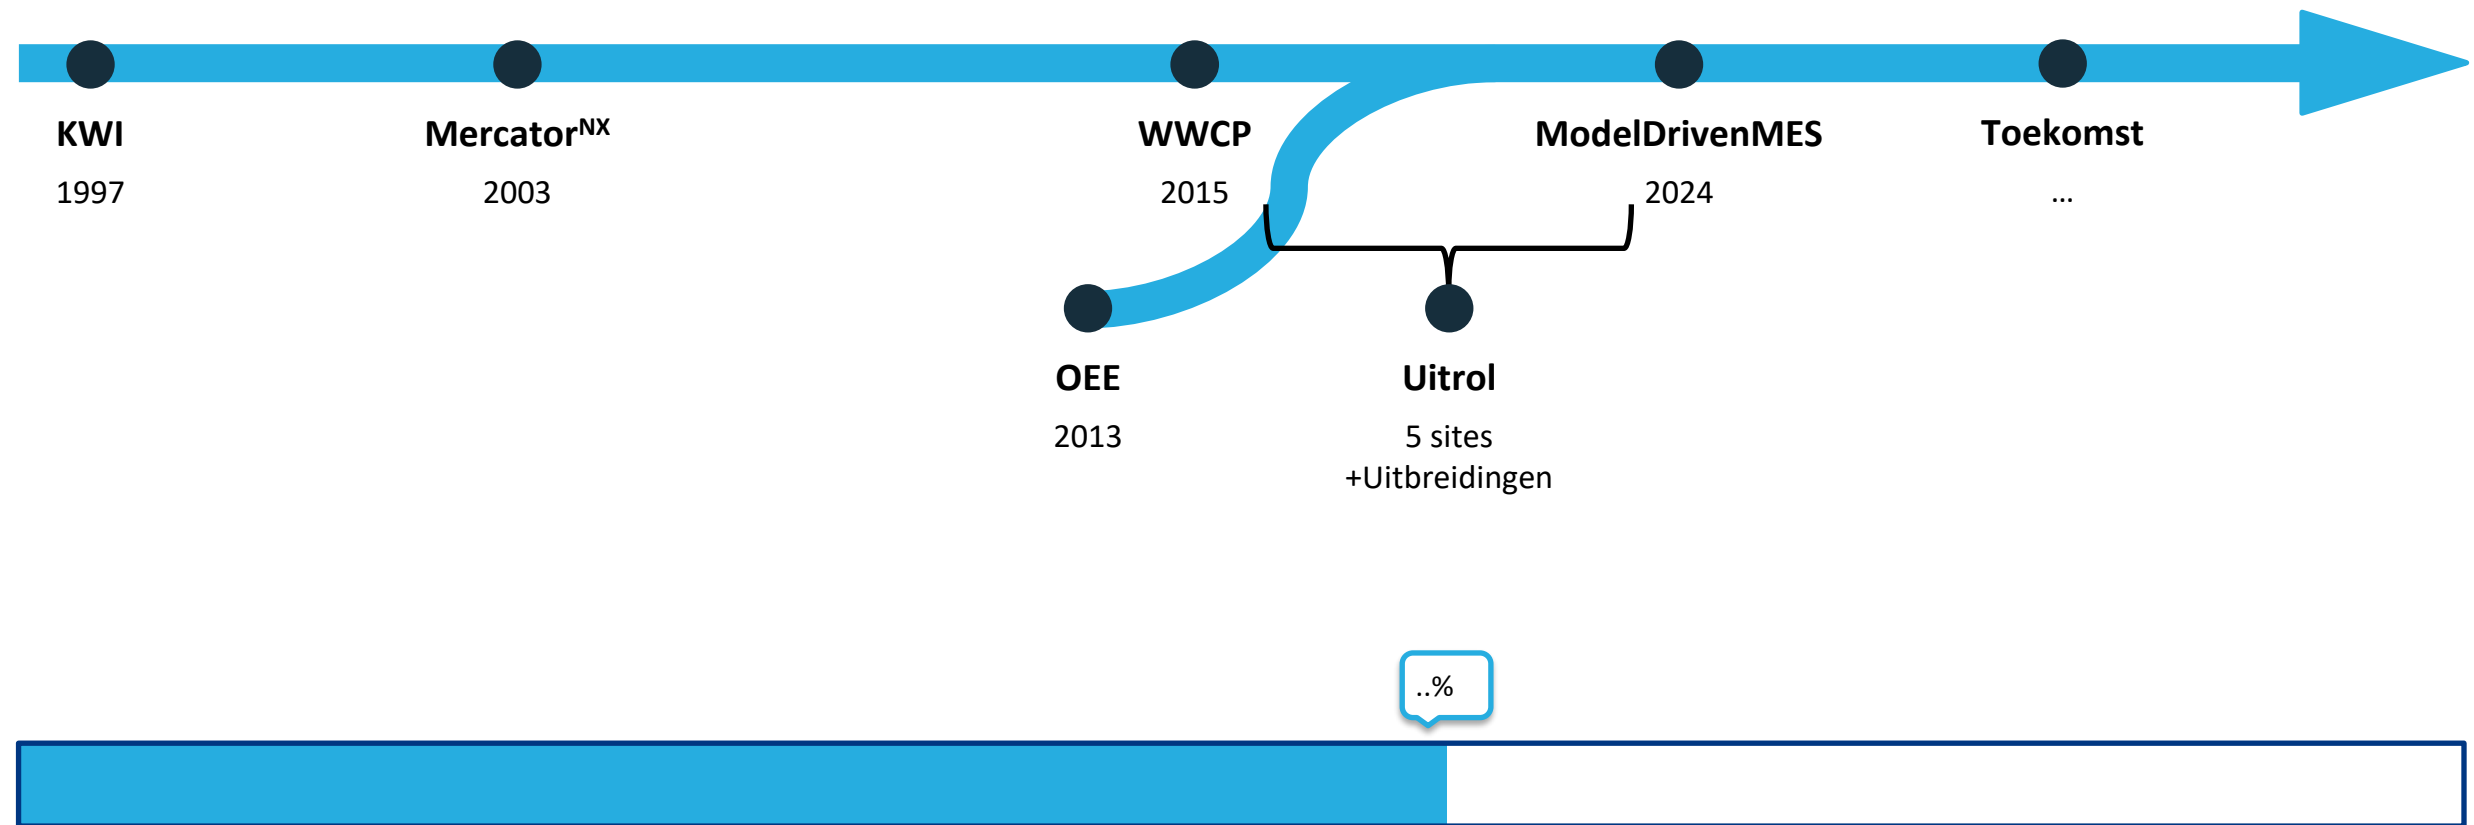 KWI
1997
Mercator^NX
2003
WWCP
2015
ModelDrivenMES
2024
Toekomst
...
OEE
2013
Uitrol
5 sites
+Uitbreidingen
..%